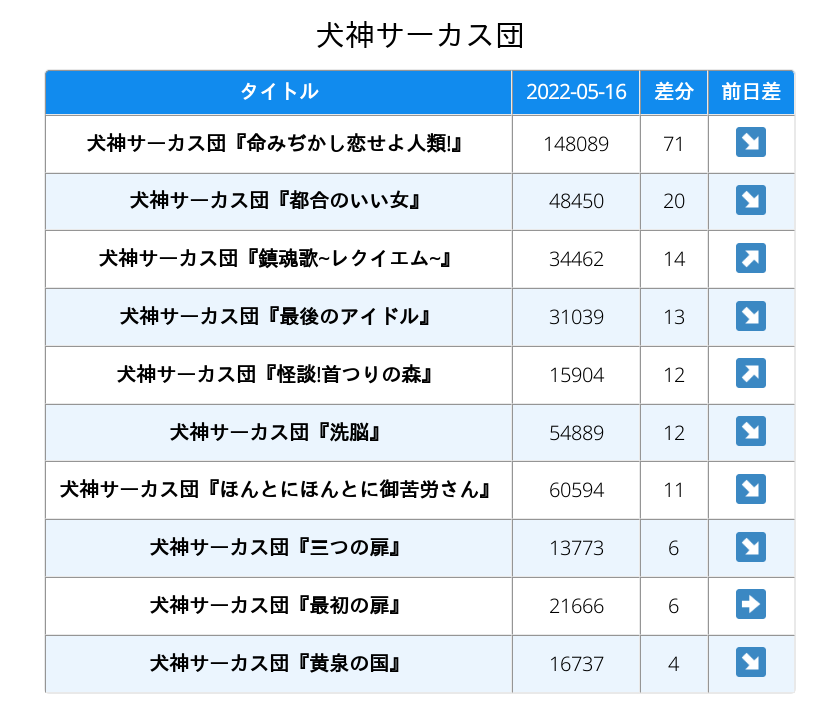 犬神サーカス団
タイトル 2022-05-16 差分 前日差
犬神サーカス団『命みぢかし恋せよ人類!』 148089 71 ↘
犬神サーカス団『都合のいい女』 48450 20 ↘
犬神サーカス団『鎮魂歌~レクイエム~』 34462 14 ↗
犬神サーカス団『最後のアイドル』 31039 13 ↘
犬神サーカス団『怪談!首つりの森』 15904 12 ↗
犬神サーカス団『洗脳』 54889 12 ↘
犬神サーカス団『ほんとにほんとに御苦労さん』 60594 11 ↘
犬神サーカス団『三つの扉』 13773 6 ↘
犬神サーカス団『最初の扉』 21666 6 ➡
犬神サーカス団『黄泉の国』 16737 4 ↘